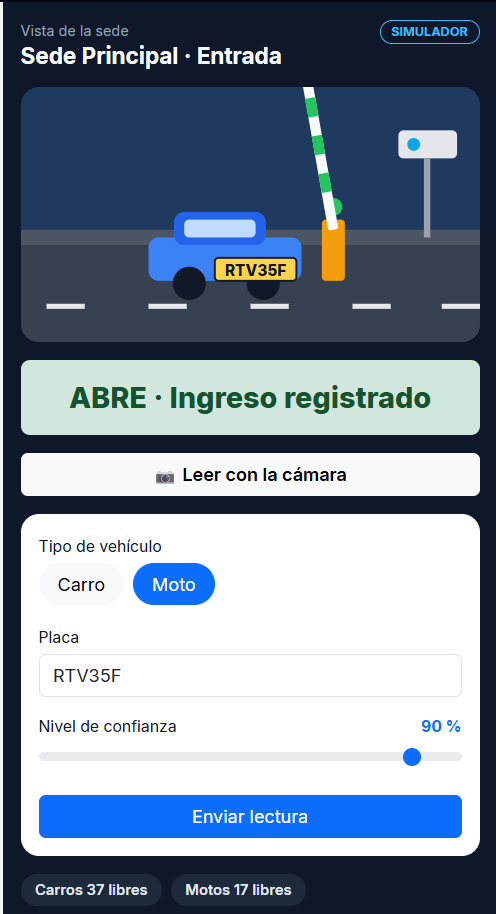 Vista de la sede
SIMULADOR
Sede Principal · Entrada
RTV35F
ABRE · Ingreso registrado
Leer con la cámara
Tipo de vehículo
Carro
Moto
Placa
RTV35F
Nivel de confianza
90 %
Enviar lectura
Carros 37 libres
Motos 17 libres